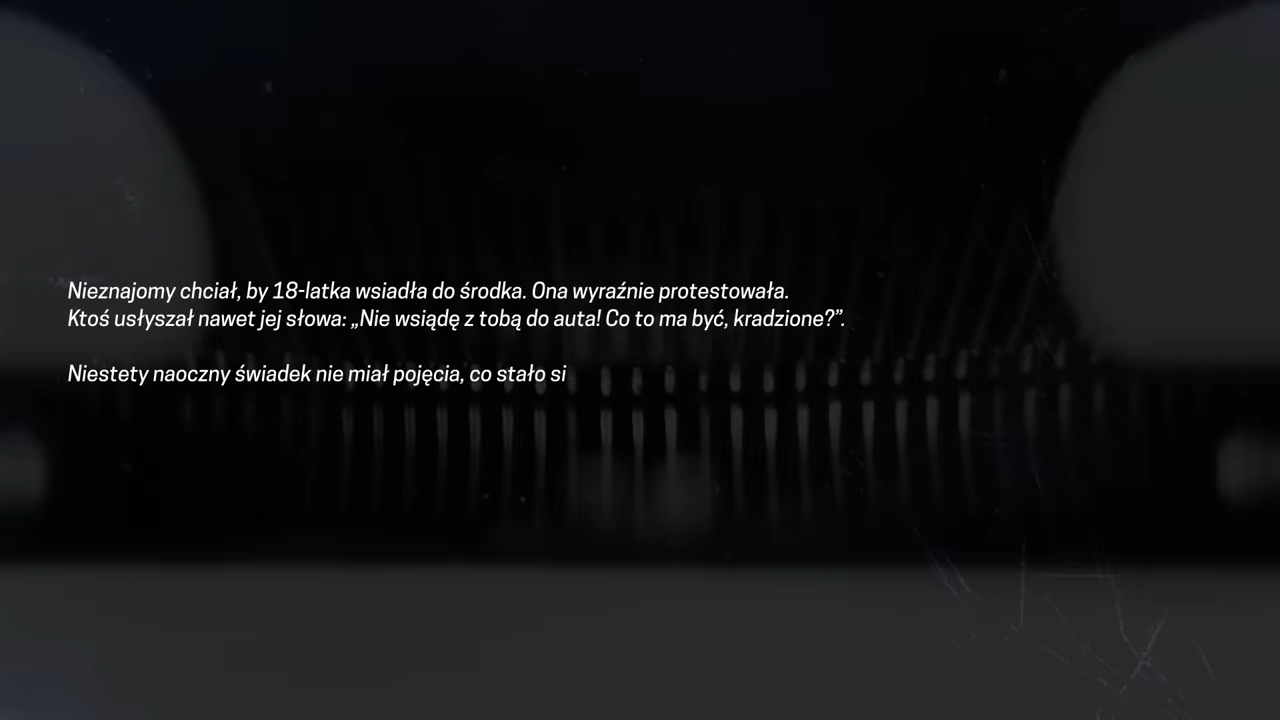 Nieznajomy chciał, by 18-latka wsiadła do środka. Ona wyraźnie protestowała.
Ktoś usłyszał nawet jej słowa: „Nie wsiądę z tobą do auta! Co to ma być, kradzione?”.
Niestety naoczny świadek nie miał pojęcia, co stało si